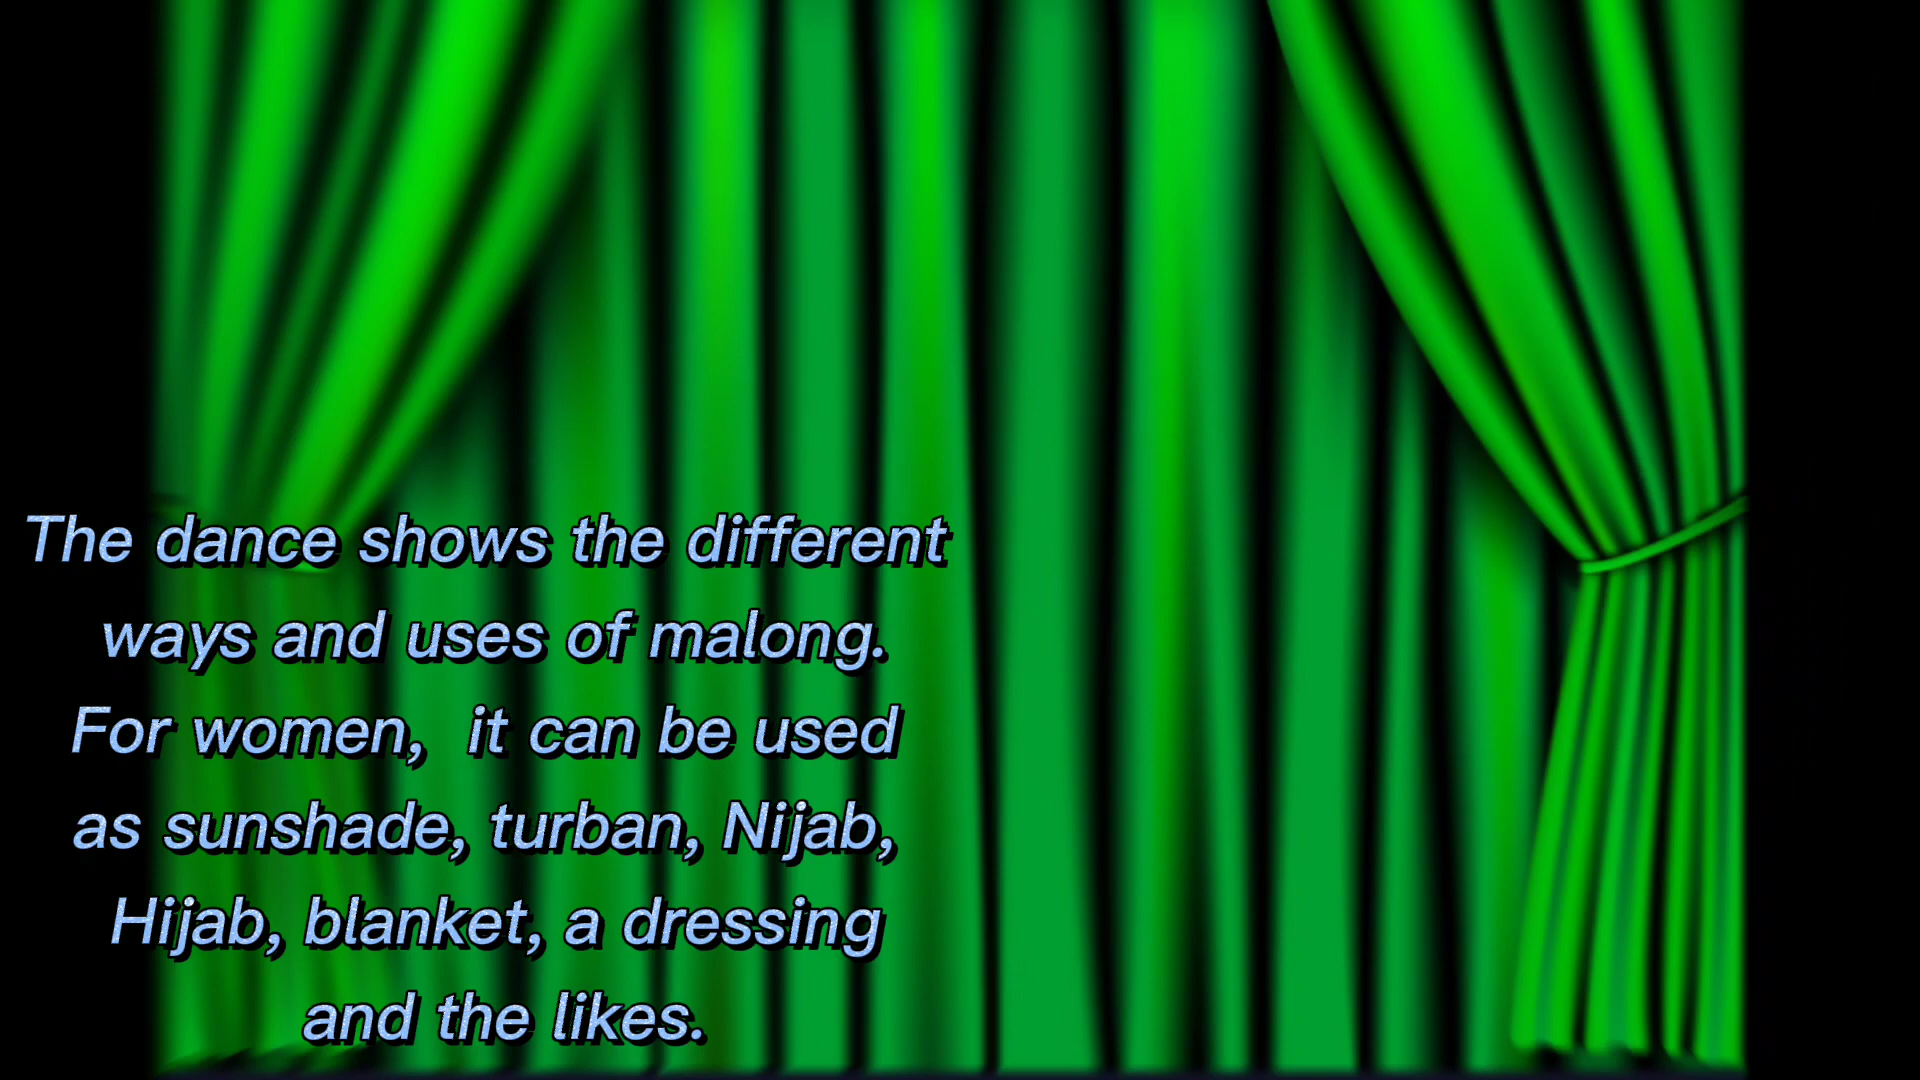 The dance shows the different
ways and uses of malong.
For women, it can be used
as sunshade, turban, Nijab,
Hijab, blanket, a dressing
and the likes.